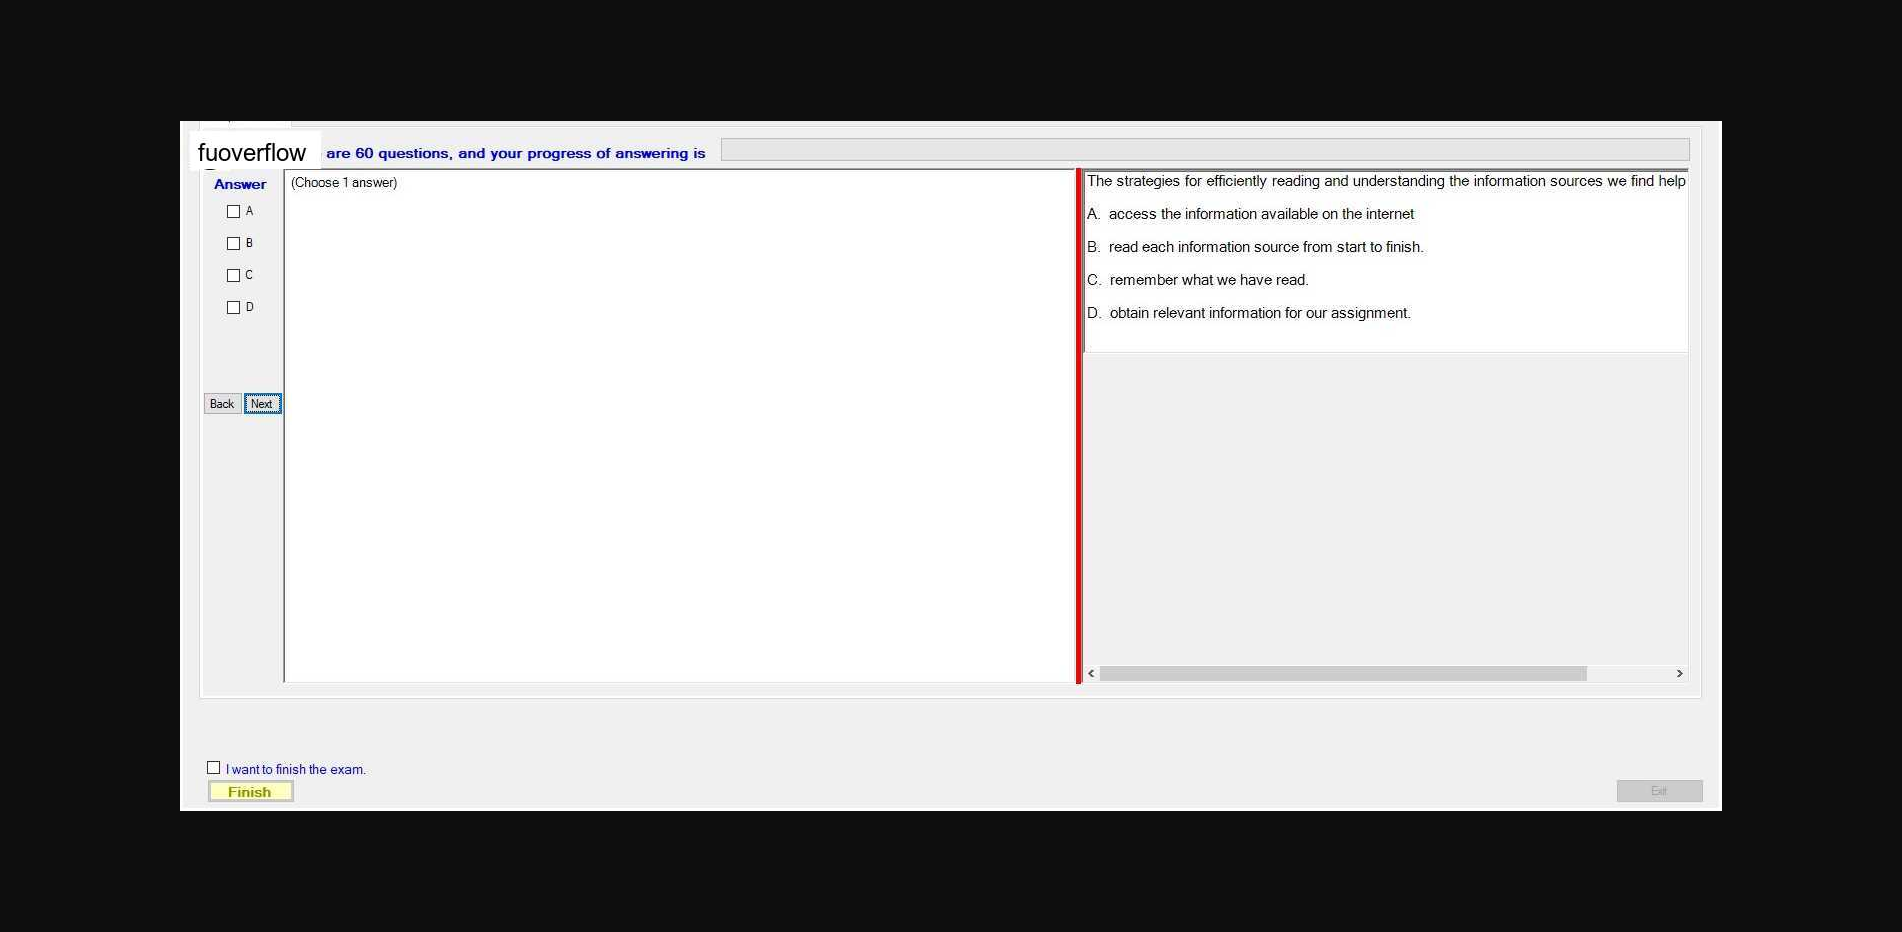 fuoverflow are 60 questions, and your progress of answering is
Answer
(Choose 1 answer)
A
B
C
D
Back Next
The strategies for efficiently reading and understanding the information sources we find help
A. access the information available on the internet
B. read each information source from start to finish.
C. remember what we have read.
D. obtain relevant information for our assignment.
I want to finish the exam.
Finish
Exit